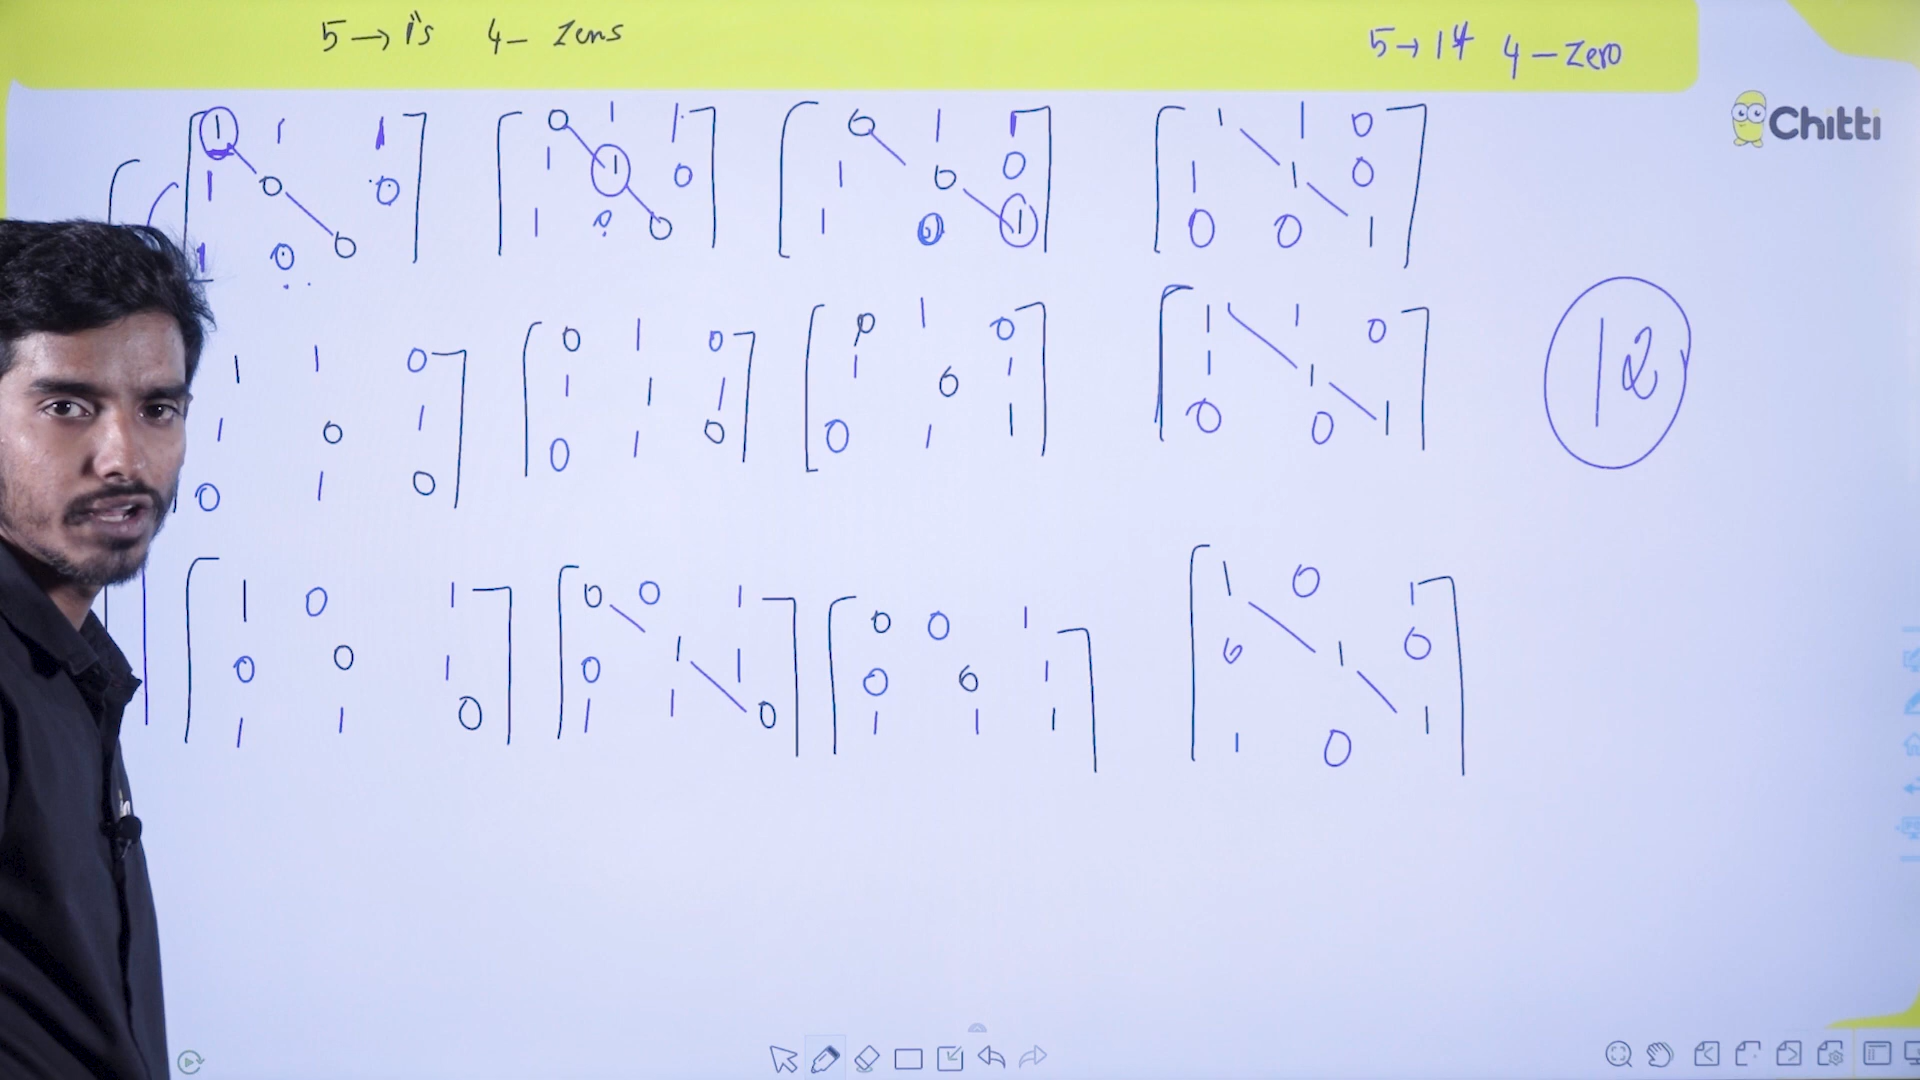 5 → 1's 4 - Zeros
5 → 1's 4 - Zero
Chitti
1 1 1 0 1 1 0 1 1 1 1 0
1 0 0 1 1 0 1 0 0 1 1 0
1 0 0 1 0 0 1 0 1 0 0 1
1 1 0 0 1 0 0 1 0 1 1 0
1 0 1 1 1 1 1 0 1 1 1
0 1 0 0 1 0 0 1 1 0 0 1
12
1 0 1 0 0 1 0 0 1 1 0 1
0 0 1 0 1 1 0 0 1 0 1 0
1 1 0 1 1 0 1 1 1 1 0 1